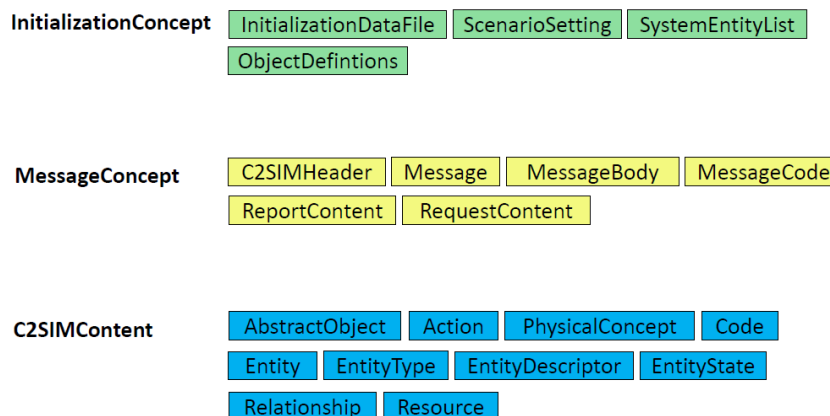 InitializationConcept InitializationDataFile ScenarioSetting SystemEntityList
ObjectDefintions
MessageConcept C2SIMHeader Message MessageBody MessageCode
ReportContent RequestContent
C2SIMContent AbstractObject Action PhysicalConcept Code
Entity EntityType EntityDescriptor EntityState
Relationship Resource